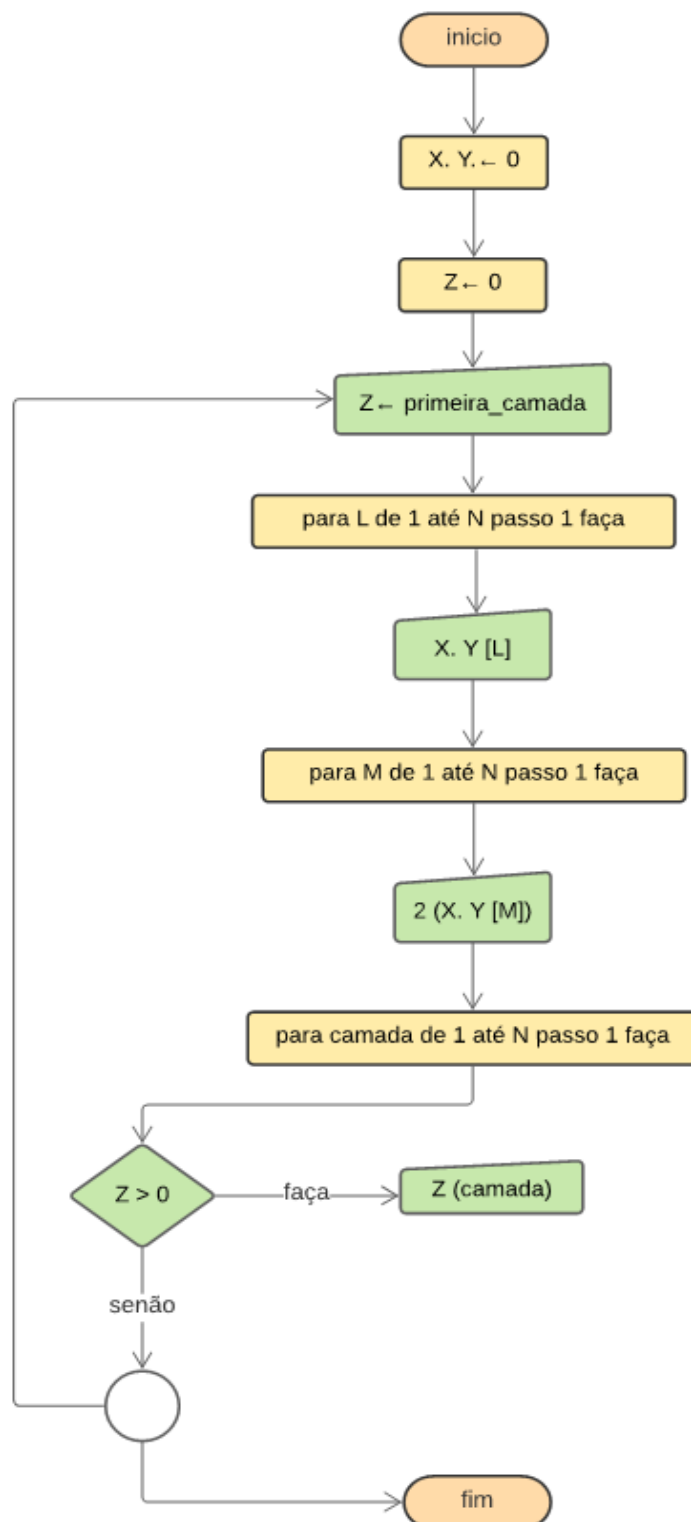 inicio
X. Y.← 0
Z← 0
Z← primeira_camada
para L de 1 até N passo 1 faça
X. Y [L]
para M de 1 até N passo 1 faça
2 (X. Y [M])
para camada de 1 até N passo 1 faça
Z > 0
faça
Z (camada)
senão
fim